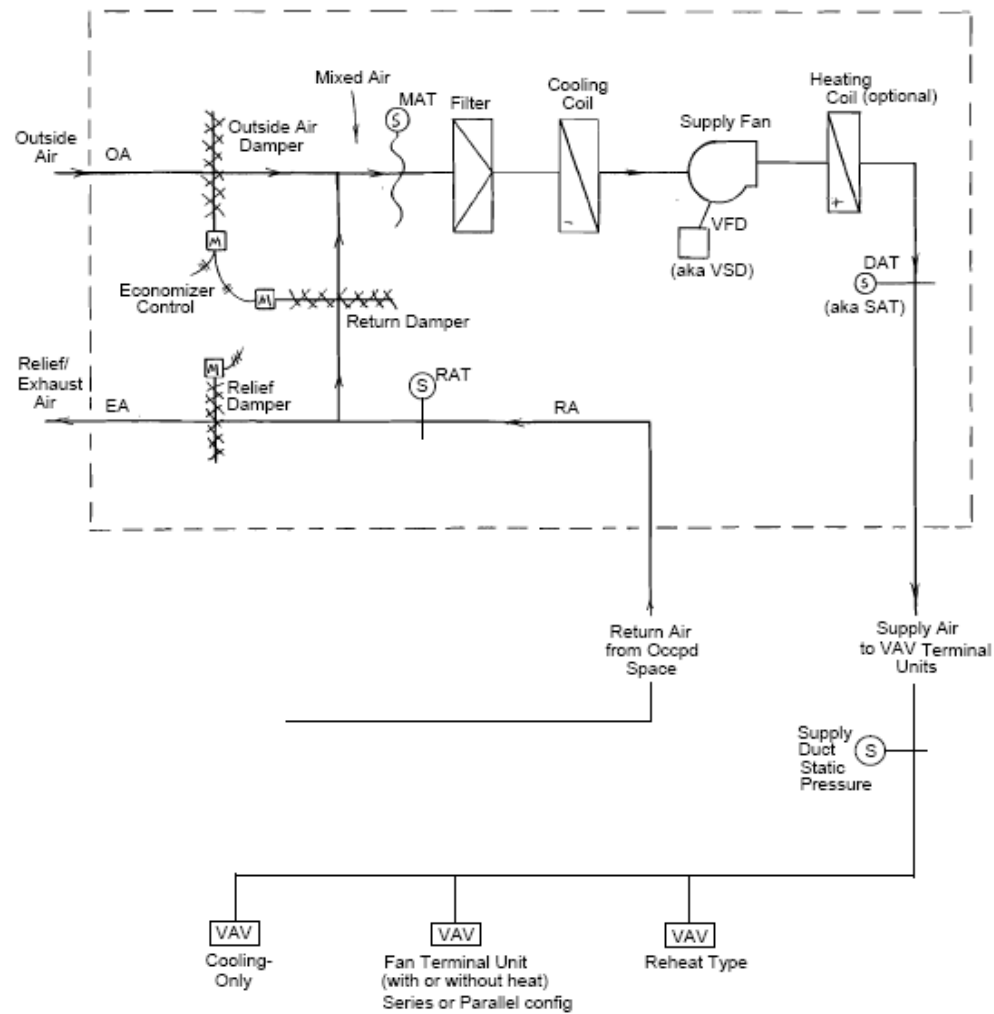 Mixed Air
MAT
S
Filter
Cooling
Coil
Heating
Coil (optional)
Supply Fan
Outside
Air
OA
Outside Air
Damper
-
+
M
VFD
(aka VSD)
DAT
S
(aka SAT)
Economizer
Control
M
Return Damper
Relief/
Exhaust
Air
EA
M
Relief
Damper
S
RAT
RA
Return Air
from Occpd
Space
Supply Air
to VAV Terminal
Units
Supply
Duct
Static
Pressure
S
VAV
Cooling-
Only
VAV
Fan Terminal Unit
(with or without heat)
Series or Parallel config
VAV
Reheat Type